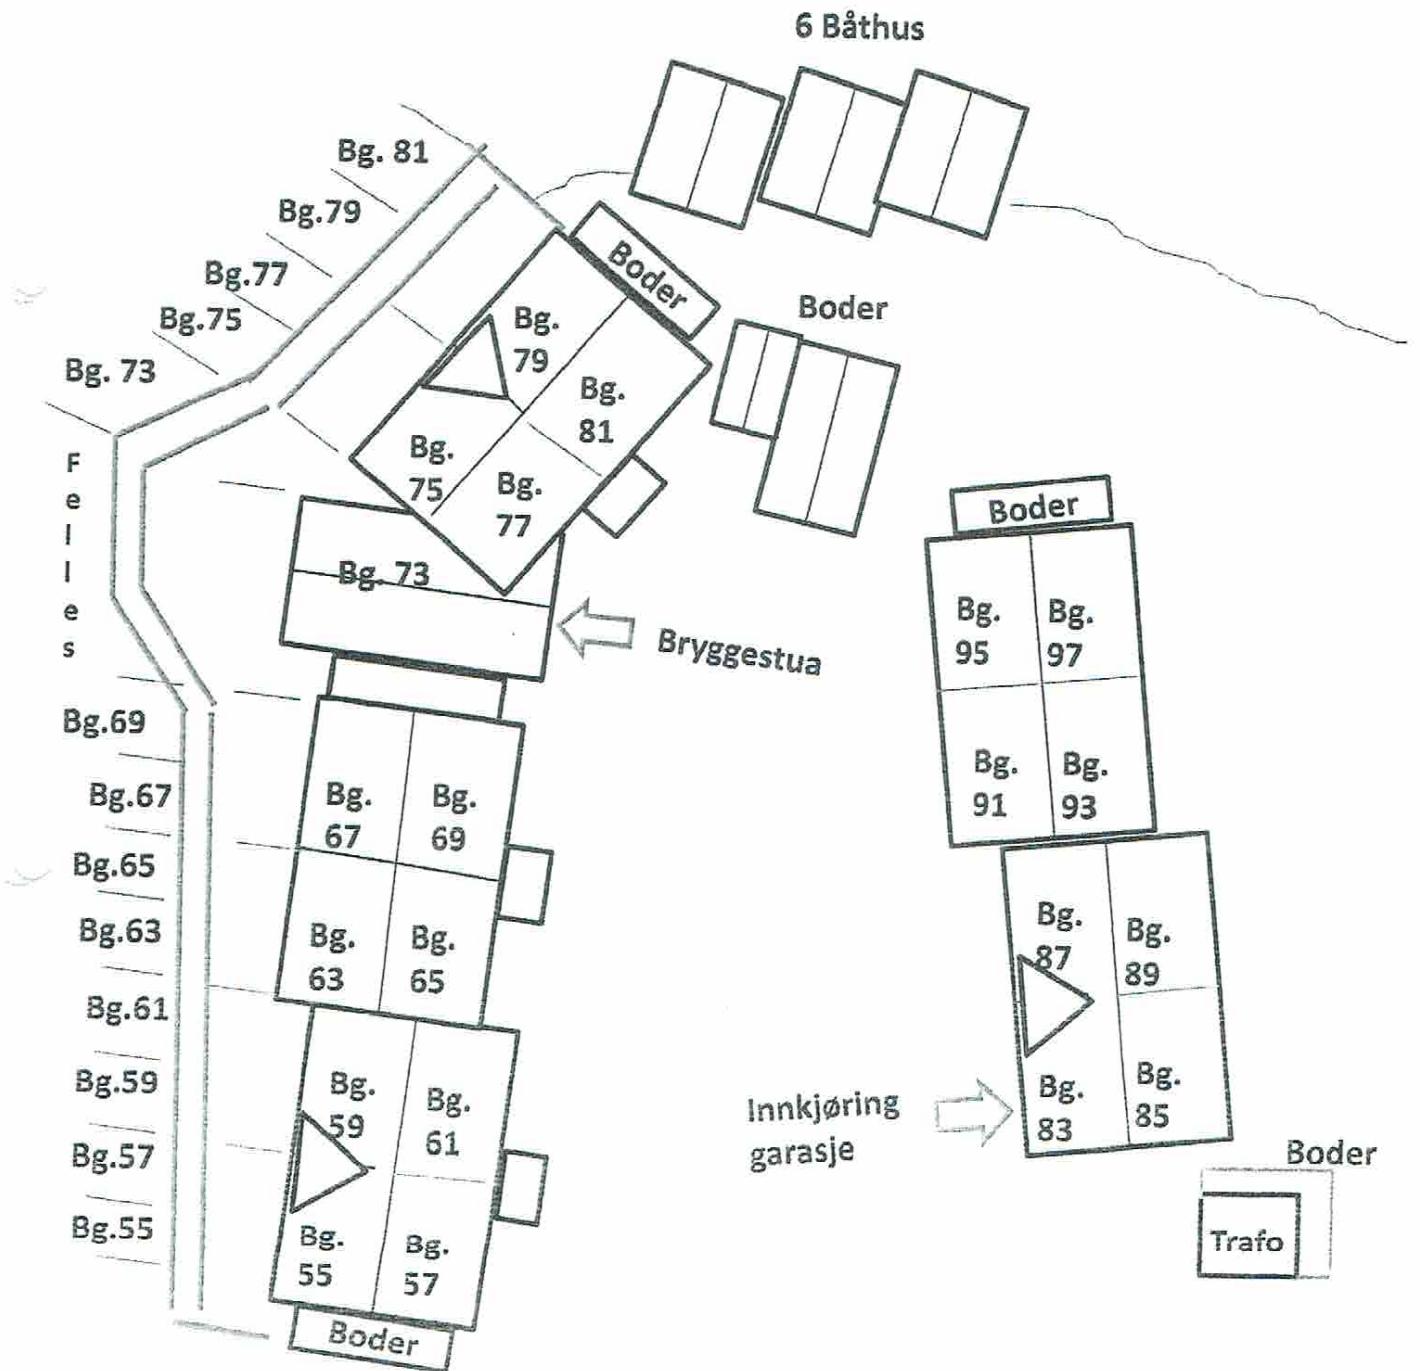 6 Båthus
Bg. 81
Bg.79
Bg.77
Bg.75
Bg. 73
F
e
l
l
e
s
Bg.69
Bg.67
Bg.65
Bg.63
Bg.61
Bg.59
Bg.57
Bg.55
Boder
Boder
Bg.
79
Bg.
81
Bg.
75
Bg.
77
Bg. 73
Bryggestua
Bg.
67
Bg.
69
Bg.
63
Bg.
65
Bg.
59
Bg.
61
Bg.
55
Bg.
57
Boder
Boder
Bg.
95
Bg.
97
Bg.
91
Bg.
93
Bg.
87
Bg.
89
Bg.
83
Bg.
85
Innkjøring
garasje
Boder
Trafo